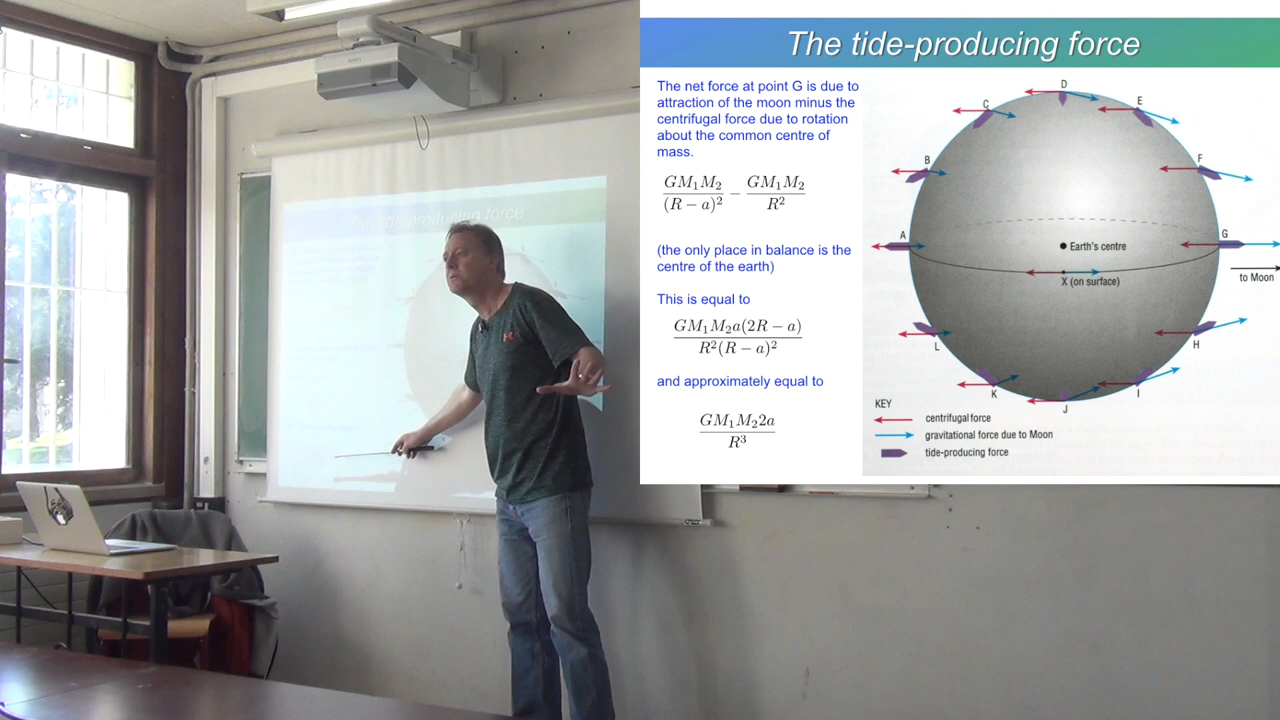 The tide-producing force
The net force at point G is due to
attraction of the moon minus the
centrifugal force due to rotation
about the common centre of
mass.
GM₁M₂/(R − a)² − GM₁M₂/R²
(the only place in balance is the
centre of the earth)
This is equal to
GM₁M₂a(2R − a)/R²(R − a)²
and approximately equal to
GM₁M₂2a/R³
D
C
E
B
F
A
G
Earth's centre
to Moon
X (on surface)
L
H
K
I
J
KEY
centrifugal force
gravitational force due to Moon
tide-producing force
tide-producing force